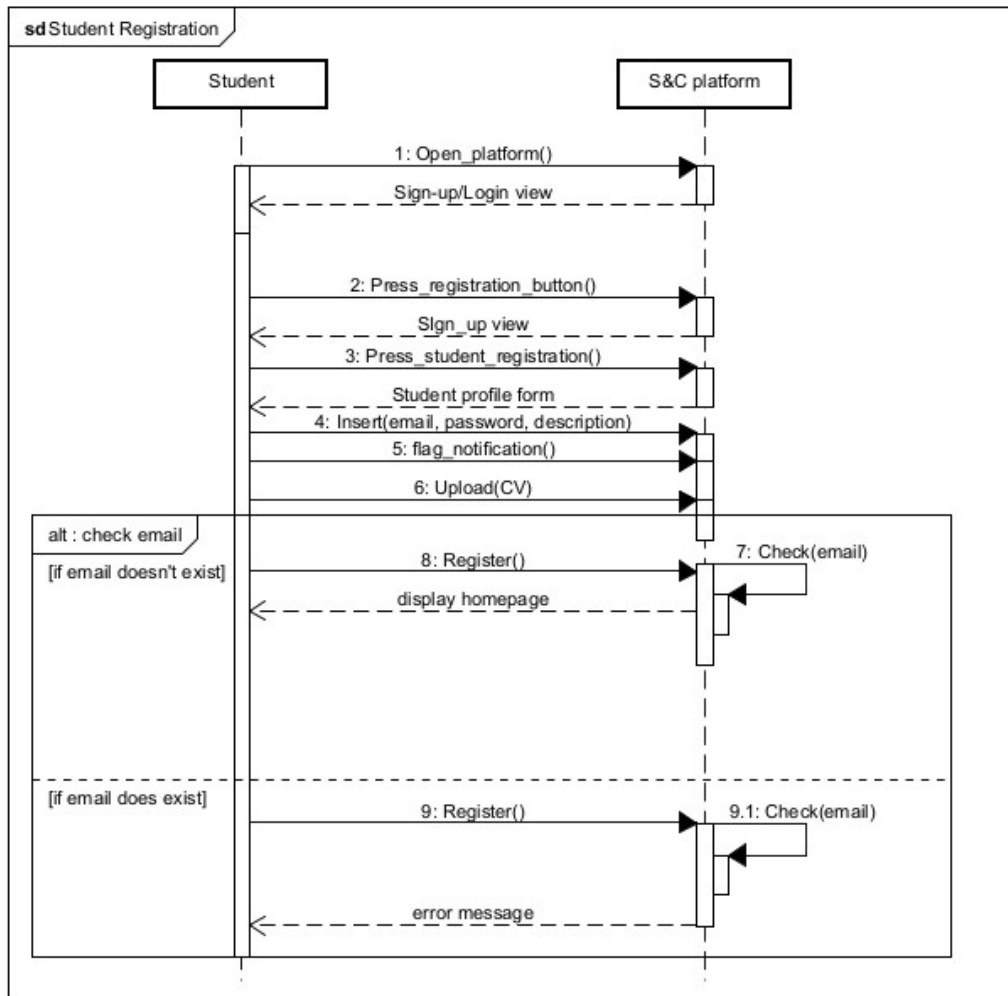 sd Student Registration
Student
S&C platform
1: Open_platform()
Sign-up/Login view
2: Press_registration_button()
SIgn_up view
3: Press_student_registration()
Student profile form
4: Insert(email, password, description)
5: flag_notification()
6: Upload(CV)
alt : check email
[if email doesn't exist]
8: Register()
7: Check(email)
display homepage
[if email does exist]
9: Register()
9.1: Check(email)
error message